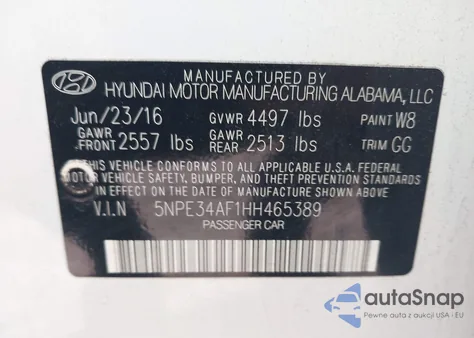 MANUFACTURED BY
HYUNDAI MOTOR MANUFACTURING ALABAMA, LLC
Jun/23/16 GVWR 4497 lbs PAINT W8
GAWR FRONT 2557 lbs GAWR REAR 2513 lbs TRIM GG
THIS VEHICLE CONFORMS TO ALL APPLICABLE U.S. FEDERAL
MOTOR VEHICLE SAFETY, BUMPER, AND THEFT PREVENTION STANDARDS
IN EFFECT ON THE DATE OF MANUFACTURE SHOWN ABOVE.
V.I.N 5NPE34AF1HH465389
PASSENGER CAR
autoSnap
Pewne auta z aukcji USA i EU